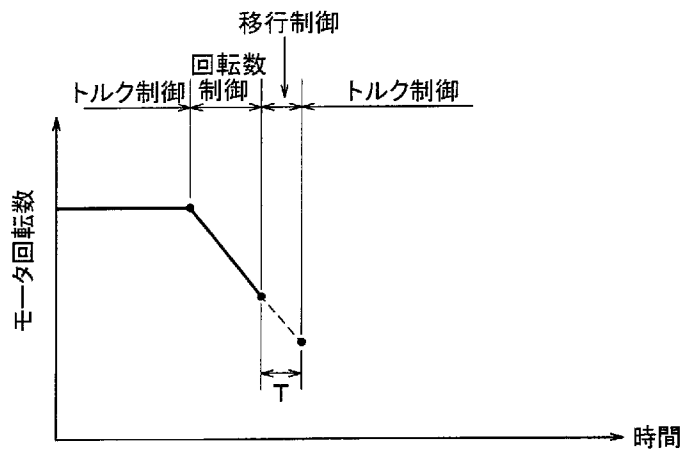 移行制御
回転数
トルク制御 制御 トルク制御
モータ回転数
T
時間